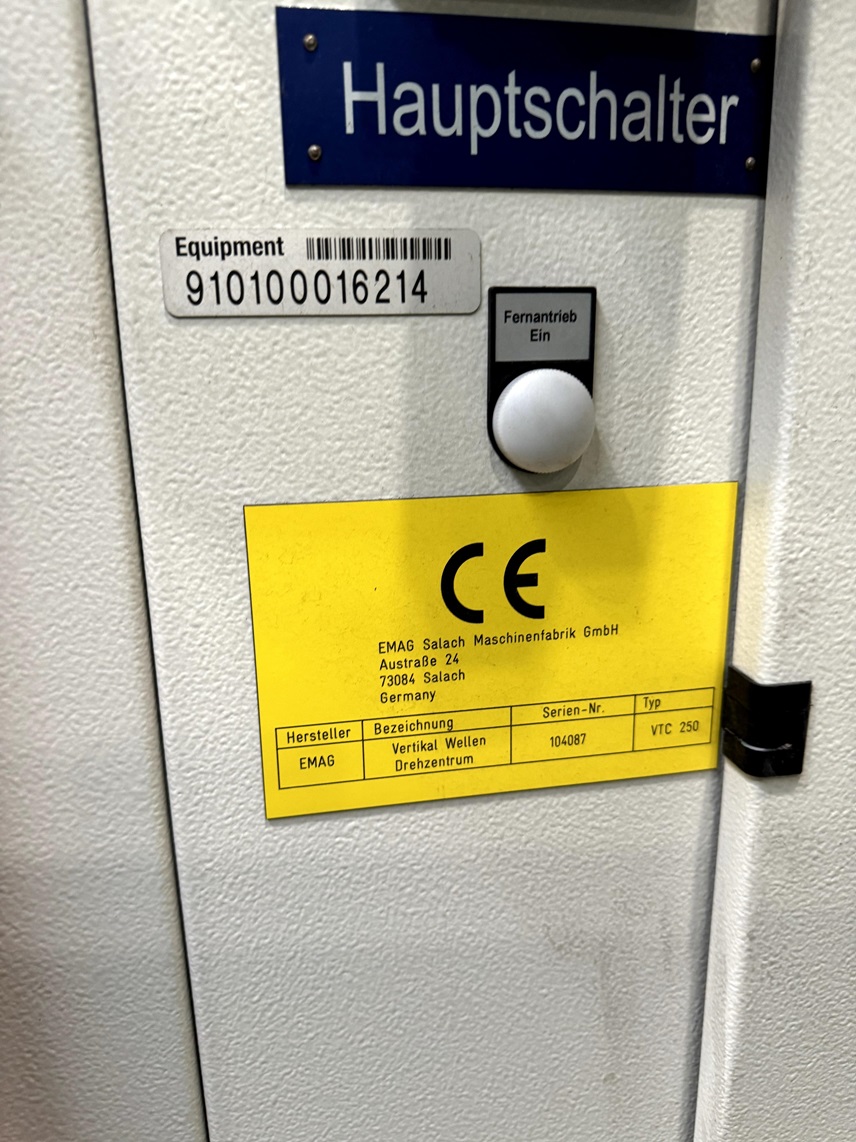 Hauptschalter
Equipment
910100016214
Fernantrieb
Ein
CE
EMAG Salach Maschinenfabrik GmbH
Austraße 24
73084 Salach
Germany
Hersteller Bezeichnung Serien-Nr. Typ
EMAG Vertikal Wellen Drehzentrum 104087 VTC 250